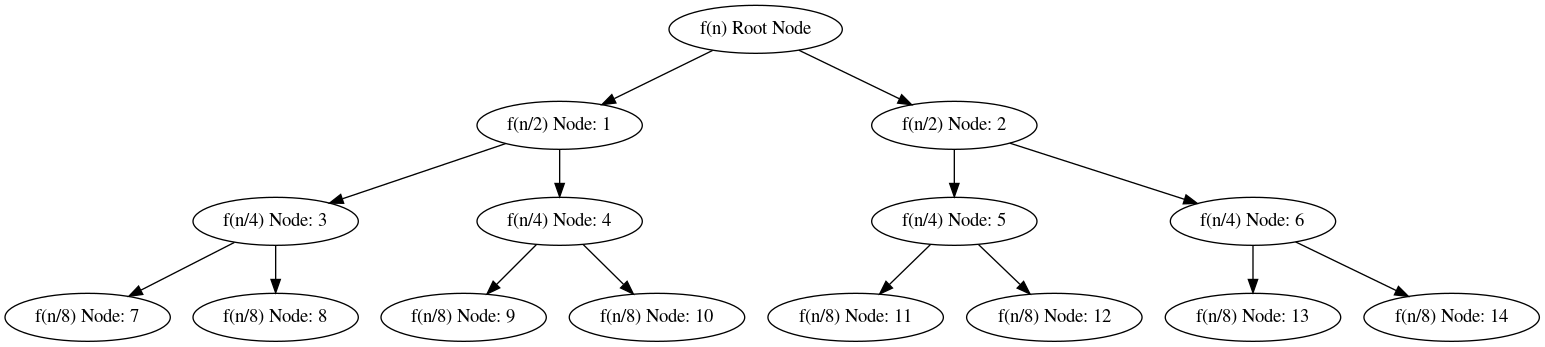 f(n) Root Node
f(n/2) Node: 1
f(n/2) Node: 2
f(n/4) Node: 3
f(n/4) Node: 4
f(n/4) Node: 5
f(n/4) Node: 6
f(n/8) Node: 7
f(n/8) Node: 8
f(n/8) Node: 9
f(n/8) Node: 10
f(n/8) Node: 11
f(n/8) Node: 12
f(n/8) Node: 13
f(n/8) Node: 14